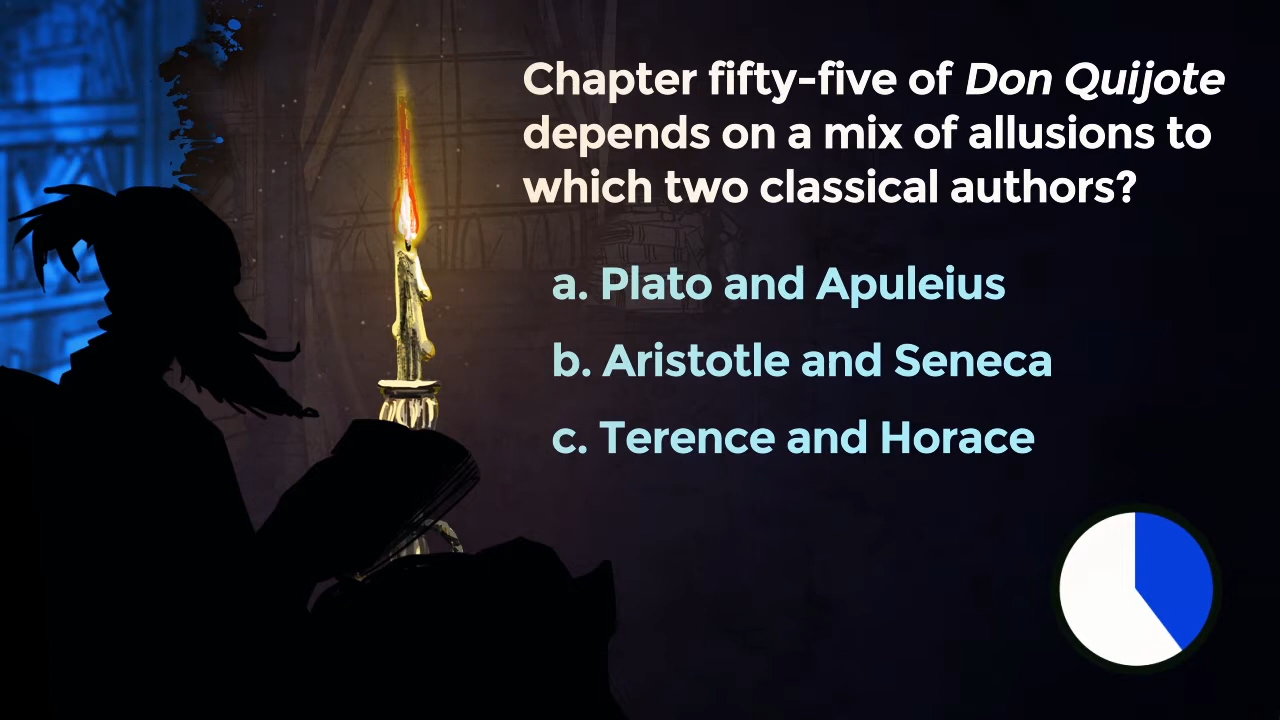 Chapter fifty-five of Don Quijote
depends on a mix of allusions to
which two classical authors?
a. Plato and Apuleius
b. Aristotle and Seneca
c. Terence and Horace